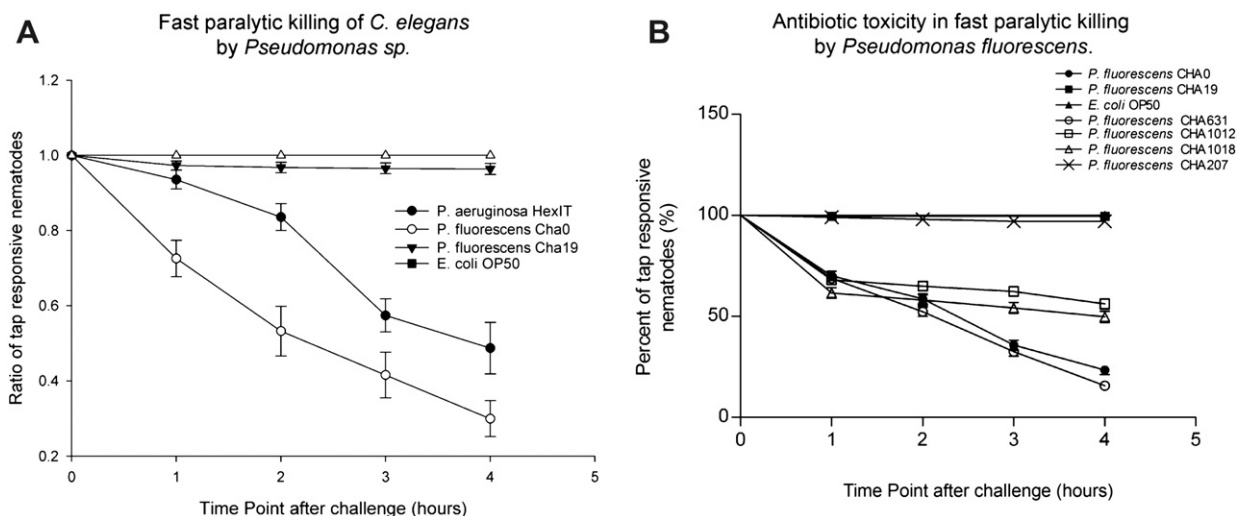 A
Fast paralytic killing of C. elegans
by Pseudomonas sp.
Ratio of tap responsive nematodes
1.2
1.0
0.8
0.6
0.4
0.2
P. aeruginosa HexIT
P. fluorescens Cha0
P. fluorescens Cha19
E. coli OP50
0 1 2 3 4 5
Time Point after challenge (hours)
B
Antibiotic toxicity in fast paralytic killing
by Pseudomonas fluorescens.
P. fluorescens CHA0
P. fluorescens CHA19
E. coli OP50
P. fluorescens CHA631
P. fluorescens CHA1012
P. fluorescens CHA1018
P. fluorescens CHA207
Percent of tap responsive
nematodes (%)
150
100
50
0
0 1 2 3 4 5
Time Point after challenge (hours)